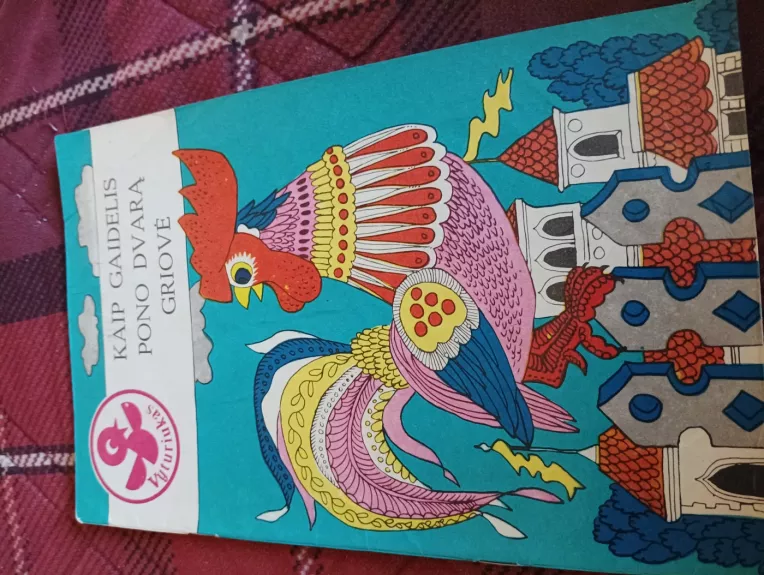 KAIP GAIDELIS
PONO DVARĄ
GRIOVĖ
Vyturiukas